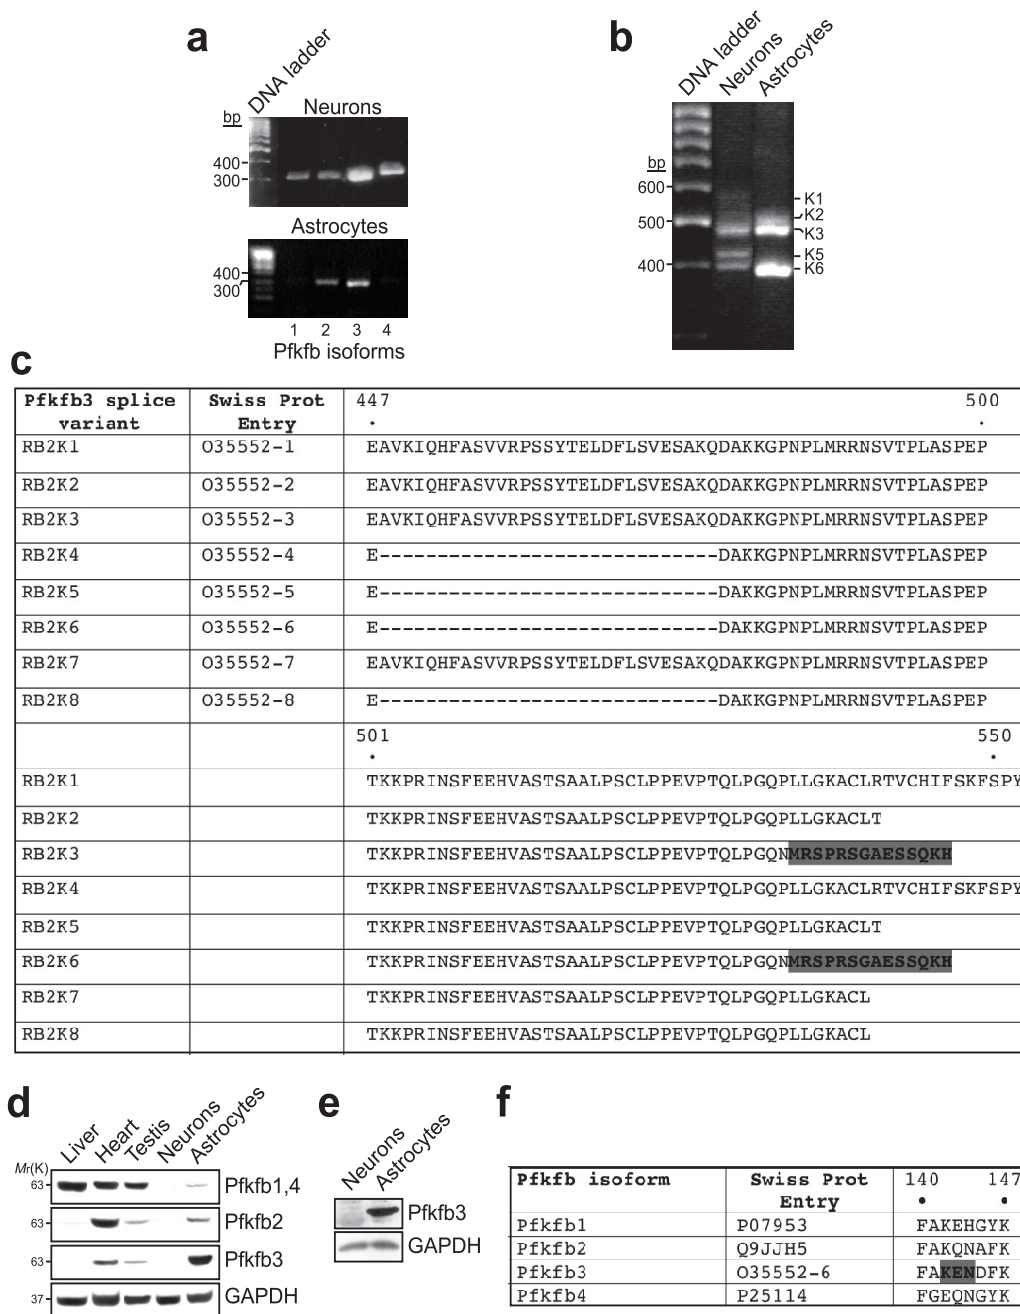 a
DNA ladder
bp
Neurons
400
300
Astrocytes
400
300
1 2 3 4
Pfkfb isoforms
b
DNA ladder
Neurons
Astrocytes
bp
600
500
400
K1
K2
K3
K5
K6
c
Pfkfb3 splice variant Swiss Prot Entry 447 500
RB2K1 O35552-1 EAVKIQHFASVVRPSSYTELDFLSVESAKQDAKKGPNPLMRRNSVTPLASPEP
RB2K2 O35552-2 EAVKIQHFASVVRPSSYTELDFLSVESAKQDAKKGPNPLMRRNSVTPLASPEP
RB2K3 O35552-3 EAVKIQHFASVVRPSSYTELDFLSVESAKQDAKKGPNPLMRRNSVTPLASPEP
RB2K4 O35552-4 E-----------------------------DAKKGPNPLMRRNSVTPLASPEP
RB2K5 O35552-5 E-----------------------------DAKKGPNPLMRRNSVTPLASPEP
RB2K6 O35552-6 E-----------------------------DAKKGPNPLMRRNSVTPLASPEP
RB2K7 O35552-7 EAVKIQHFASVVRPSSYTELDFLSVESAKQDAKKGPNPLMRRNSVTPLASPEP
RB2K8 O35552-8 E-----------------------------DAKKGPNPLMRRNSVTPLASPEP
501 550
RB2K1 TKKPRINSFEEHVASTSAALPSCLPPEVPTQLPGQPLLGKACLRTVCHIFSKFSPY
RB2K2 TKKPRINSFEEHVASTSAALPSCLPPEVPTQLPGQPLLGKACLT
RB2K3 TKKPRINSFEEHVASTSAALPSCLPPEVPTQLPGQNMRSPRSGAESSQKH
RB2K4 TKKPRINSFEEHVASTSAALPSCLPPEVPTQLPGQPLLGKACLRTVCHIFSKFSPY
RB2K5 TKKPRINSFEEHVASTSAALPSCLPPEVPTQLPGQPLLGKACLT
RB2K6 TKKPRINSFEEHVASTSAALPSCLPPEVPTQLPGQNMRSPRSGAESSQKH
RB2K7 TKKPRINSFEEHVASTSAALPSCLPPEVPTQLPGQPLLGKACL
RB2K8 TKKPRINSFEEHVASTSAALPSCLPPEVPTQLPGQPLLGKACL
d
Liver
Heart
Testis
Neurons
Astrocytes
Mr(K)
63 Pfkfb1,4
63 Pfkfb2
63 Pfkfb3
37 GAPDH
e
Neurons
Astrocytes
Pfkfb3
GAPDH
f
Pfkfb isoform Swiss Prot Entry 140 147
Pfkfb1 P07953 FAKEHGYK
Pfkfb2 Q9JJH5 FAKQNAFK
Pfkfb3 O35552-6 FAKENDFK
Pfkfb4 P25114 FGEQNGYK